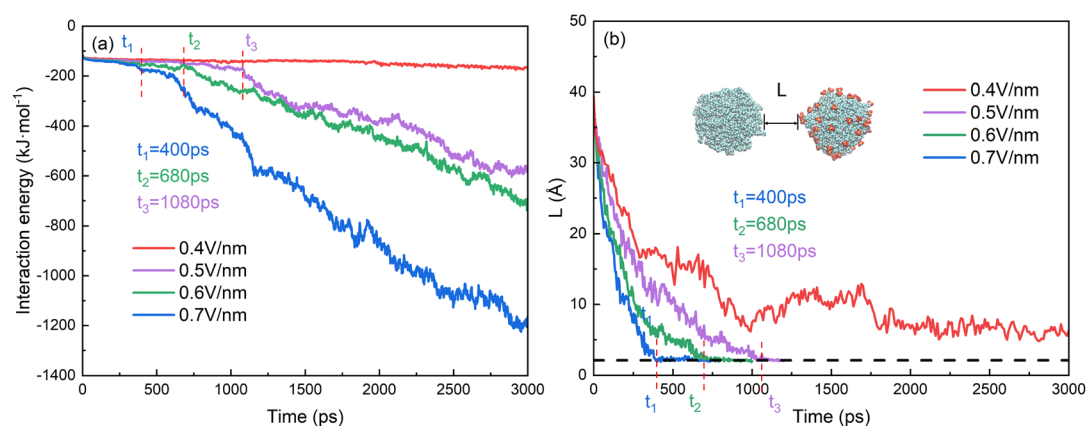 (a)
t₁
t₂
t₃
t₁=400ps
t₂=680ps
t₃=1080ps
0.4V/nm
0.5V/nm
0.6V/nm
0.7V/nm
0
-200
-400
-600
-800
-1000
-1200
-1400
Interaction energy (kJ·mol⁻¹)
0 500 1000 1500 2000 2500 3000
Time (ps)
(b)
L
0.4V/nm
0.5V/nm
0.6V/nm
0.7V/nm
t₁=400ps
t₂=680ps
t₃=1080ps
50
40
30
20
10
0
L (Å)
0 500 1000 1500 2000 2500 3000
t₁
t₂
t₃
Time (ps)